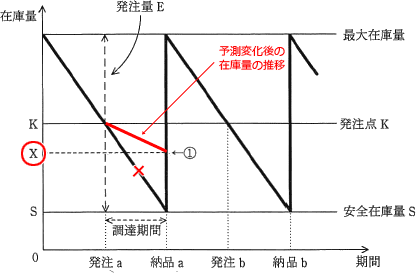 発注量 E
在庫量
最大在庫量
予測変化後の
在庫量の推移
K
発注点 K
X
①
S
安全在庫量 S
調達期間
0
発注 a
納品 a
発注 b
納品 b
期間